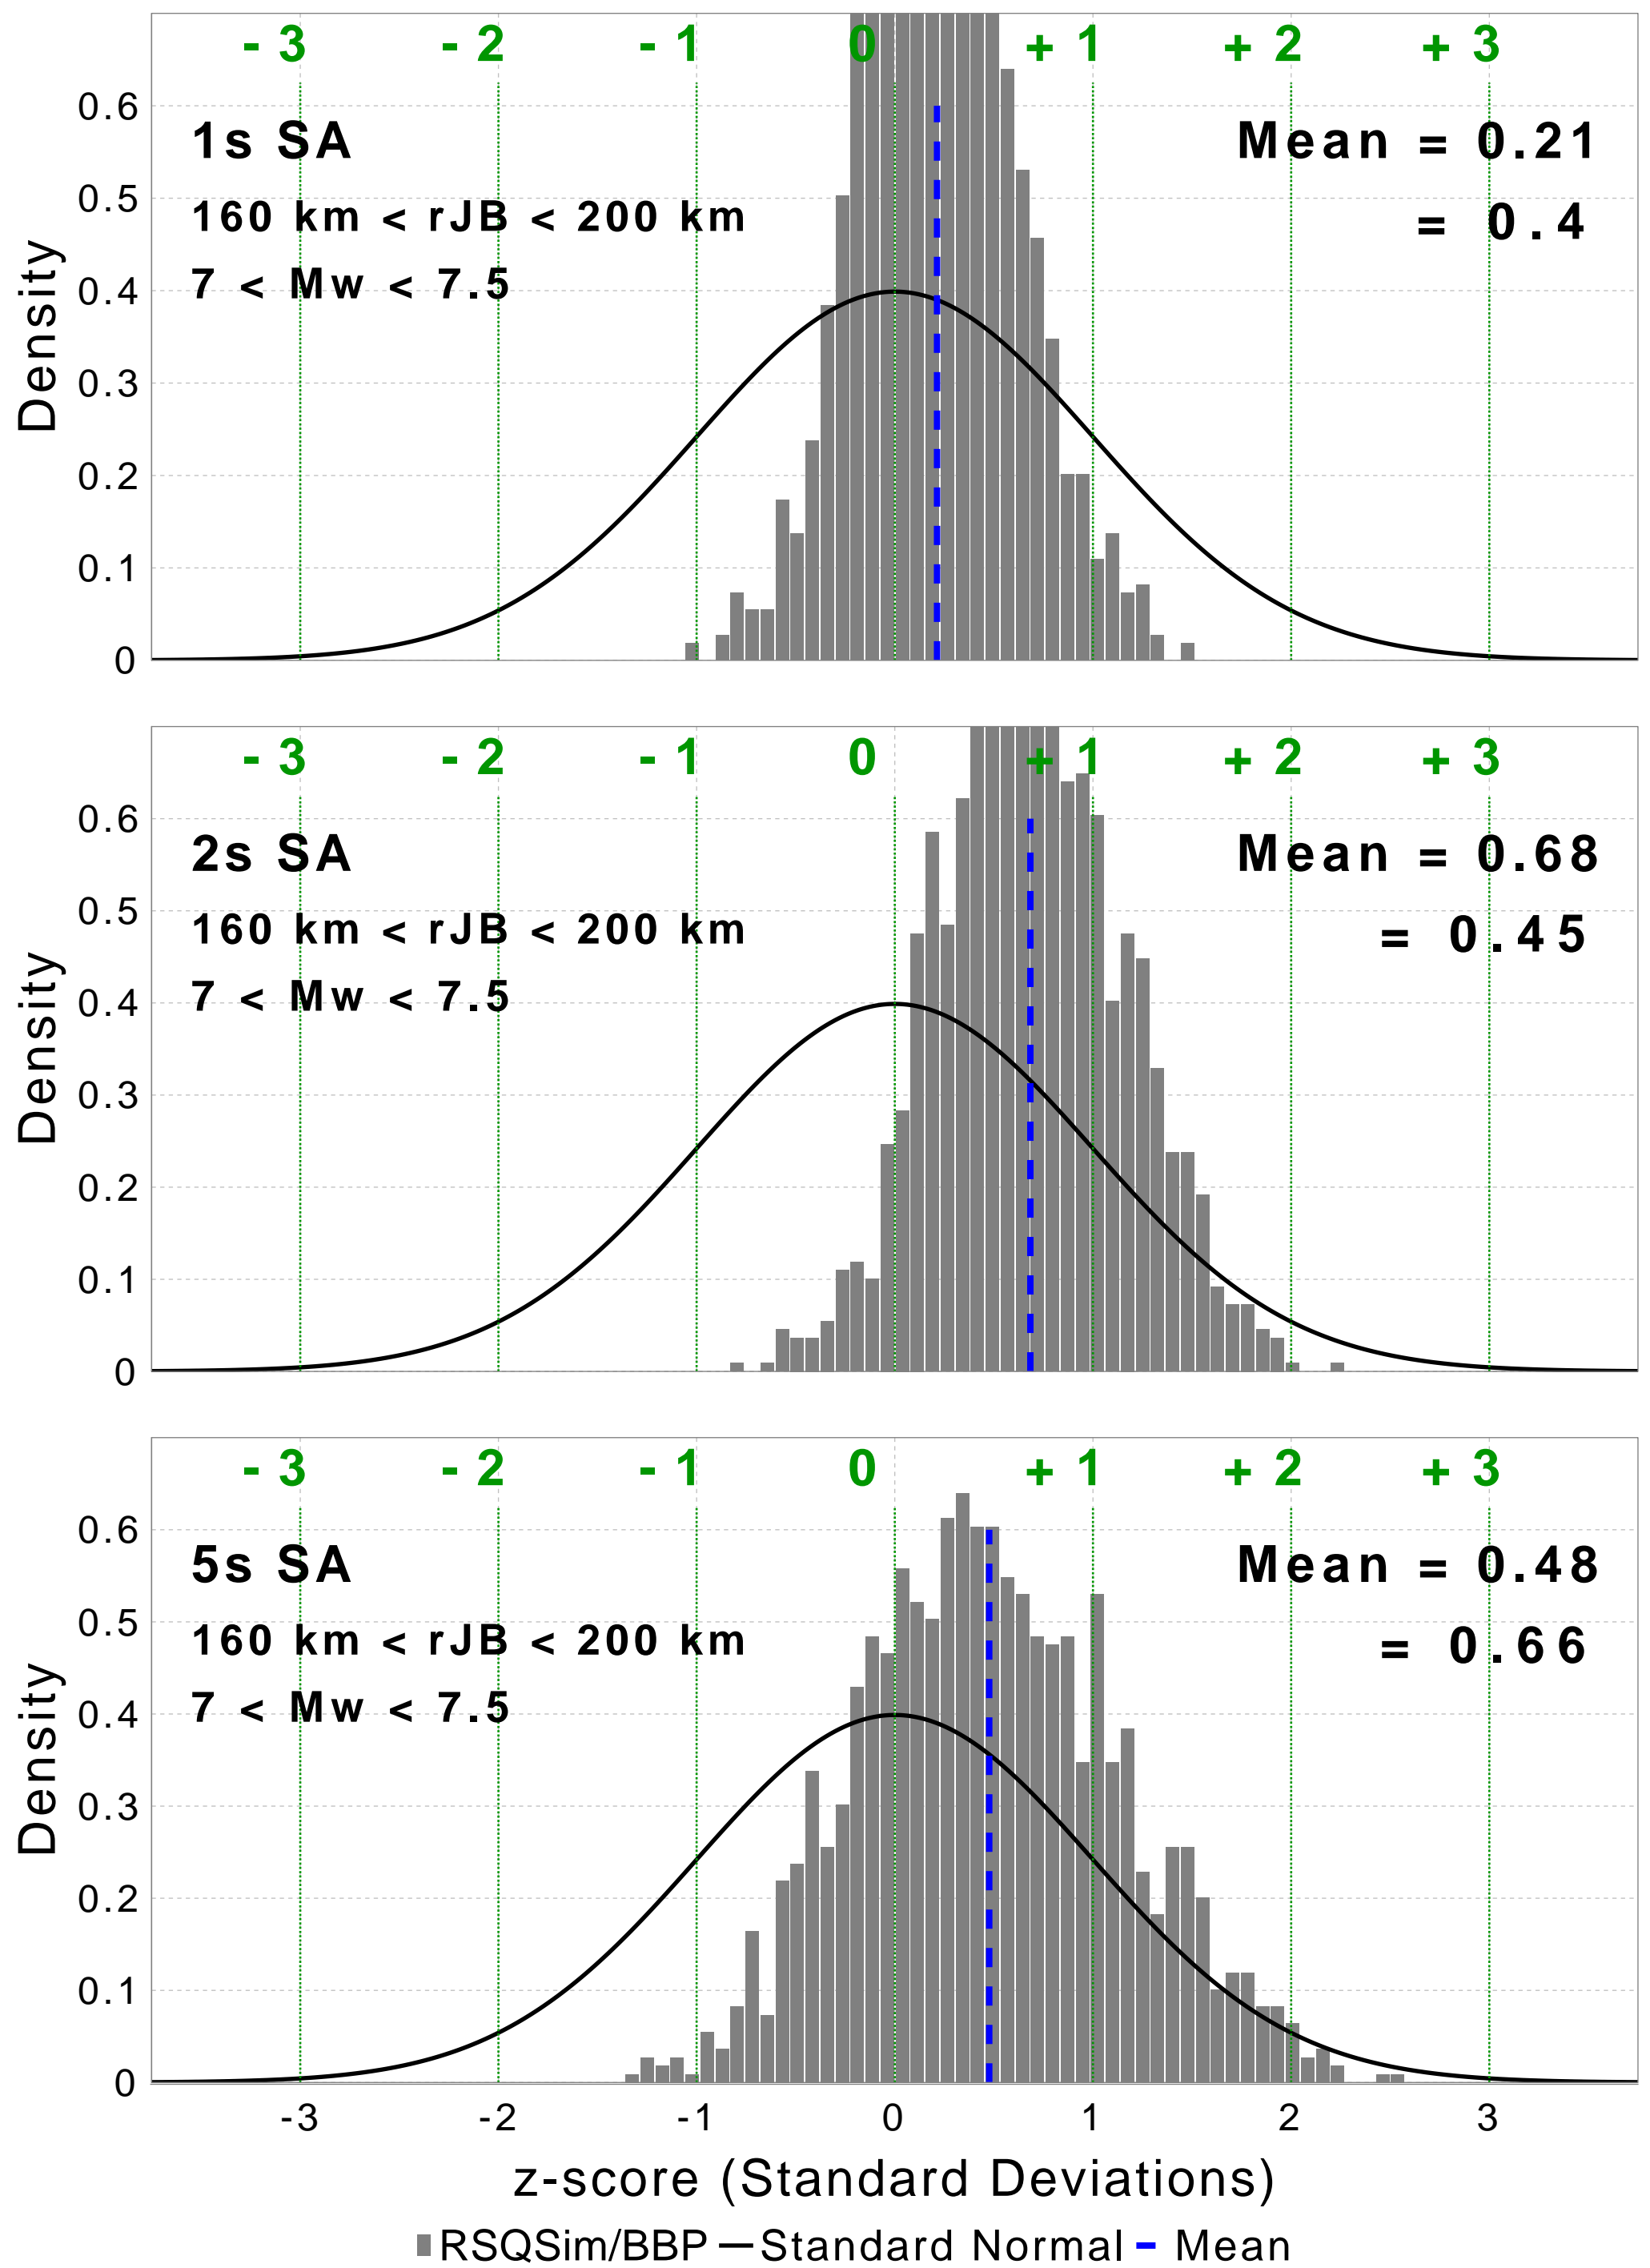 - 3 - 2 - 1 0 + 1 + 2 + 3
0.6
0.5
0.4
0.3
0.2
0.1
0
Density
1s SA
160 km < rJB < 200 km
7 < Mw < 7.5
Mean = 0.21
= 0.4
- 3 - 2 - 1 0 + 1 + 2 + 3
0.6
0.5
0.4
0.3
0.2
0.1
0
Density
2s SA
160 km < rJB < 200 km
7 < Mw < 7.5
Mean = 0.68
= 0.45
- 3 - 2 - 1 0 + 1 + 2 + 3
0.6
0.5
0.4
0.3
0.2
0.1
0
Density
5s SA
160 km < rJB < 200 km
7 < Mw < 7.5
Mean = 0.48
= 0.66
-3 -2 -1 0 1 2 3
z-score (Standard Deviations)
RSQSim/BBP Standard Normal Mean